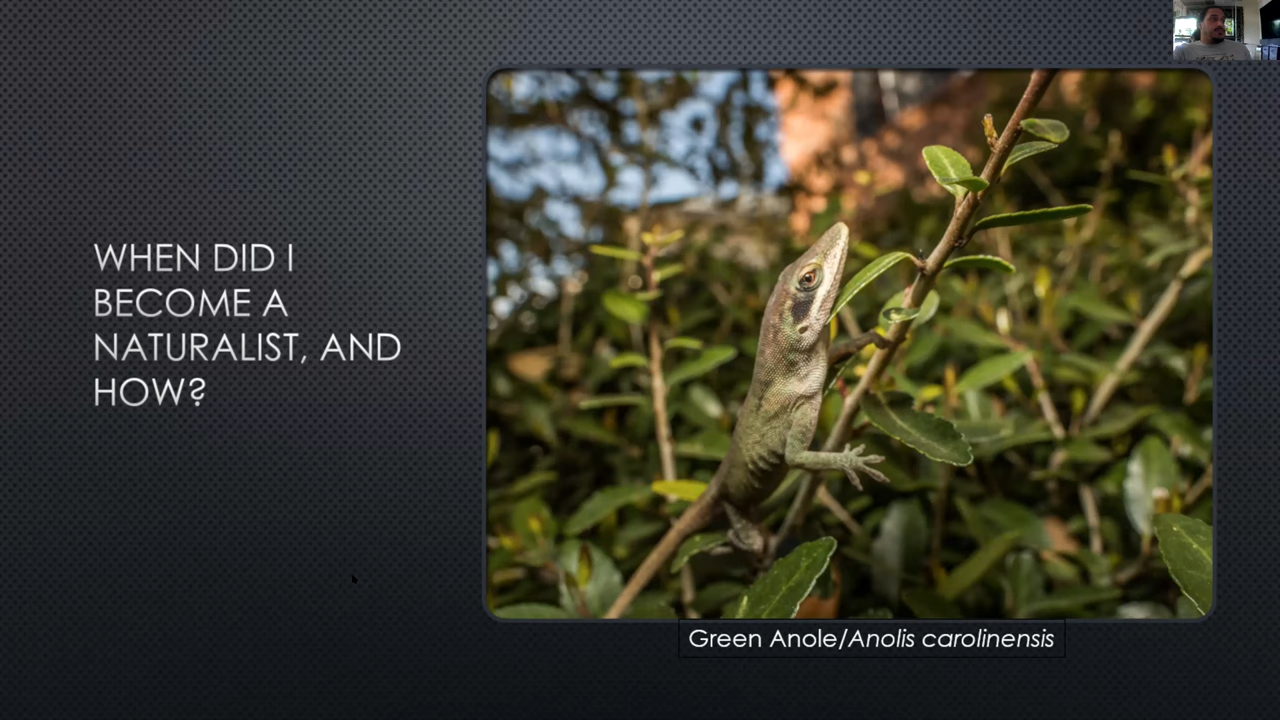 WHEN DID I
BECOME A
NATURALIST, AND
HOW?
Green Anole/Anolis carolinensis